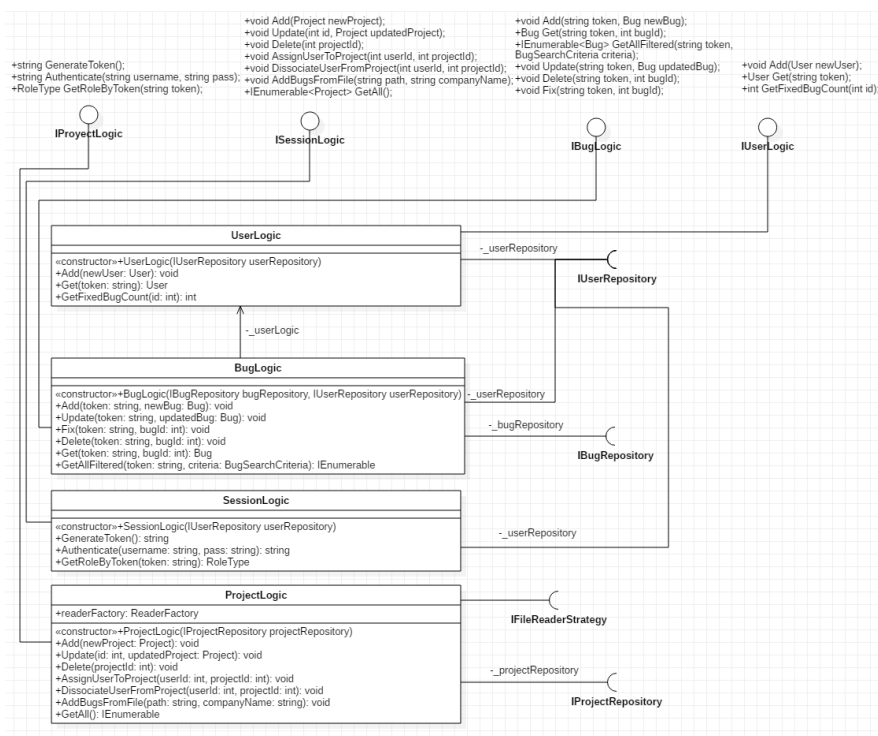 +string GenerateToken();
+string Authenticate(string username, string pass);
+RoleType GetRoleByToken(string token);
IProyectLogic
+void Add(Project newProject);
+void Update(int id, Project updatedProject);
+void Delete(int projectId);
+void AssignUserToProject(int userId, int projectId);
+void DissociateUserFromProject(int userId, int projectId);
+void AddBugsFromFile(string path, string companyName);
+IEnumerable<Project> GetAll();
ISessionLogic
+void Add(string token, Bug newBug);
+Bug Get(string token, int bugId);
+IEnumerable<Bug> GetAllFiltered(string token,
BugSearchCriteria criteria);
+void Update(string token, Bug updatedBug);
+void Delete(string token, int bugId);
+void Fix(string token, int bugId);
IBugLogic
+void Add(User newUser);
+User Get(string token);
+int GetFixedBugCount(int id);
IUserLogic
UserLogic
«constructor»+UserLogic(IUserRepository userRepository)
+Add(newUser: User): void
+Get(token: string): User
+GetFixedBugCount(id: int): int
-_userRepository
IUserRepository
-_userLogic
BugLogic
«constructor»+BugLogic(IBugRepository bugRepository, IUserRepository userRepository)
+Add(token: string, newBug: Bug): void
+Update(token: string, updatedBug: Bug): void
+Fix(token: string, bugId: int): void
+Delete(token: string, bugId: int): void
+Get(token: string, bugId: int): Bug
+GetAllFiltered(token: string, criteria: BugSearchCriteria): IEnumerable
-_userRepository
-_bugRepository
IBugRepository
SessionLogic
«constructor»+SessionLogic(IUserRepository userRepository)
+GenerateToken(): string
+Authenticate(username: string, pass: string): string
+GetRoleByToken(token: string): RoleType
-_userRepository
ProjectLogic
+readerFactory: ReaderFactory
«constructor»+ProjectLogic(IProjectRepository projectRepository)
+Add(newProject: Project): void
+Update(id: int, updatedProject: Project): void
+Delete(projectId: int): void
+AssignUserToProject(userId: int, projectId: int): void
+DissociateUserFromProject(userId: int, projectId: int): void
+AddBugsFromFile(path: string, companyName: string): void
+GetAll(): IEnumerable
IFileReaderStrategy
-_projectRepository
IProjectRepository